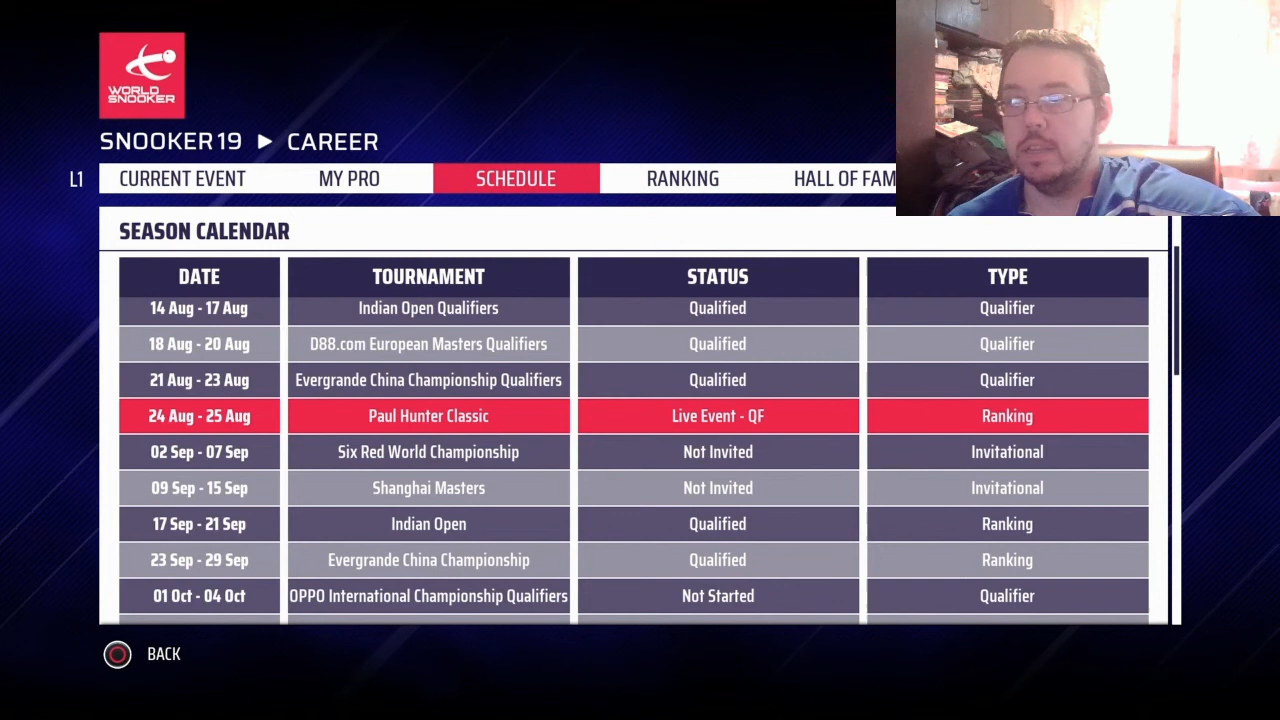 WORLD
SNOOKER
SNOOKER 19 ► CAREER
L1 CURRENT EVENT MY PRO SCHEDULE RANKING HALL OF FAM
SEASON CALENDAR
DATE TOURNAMENT STATUS TYPE
14 Aug - 17 Aug Indian Open Qualifiers Qualified Qualifier
18 Aug - 20 Aug D88.com European Masters Qualifiers Qualified Qualifier
21 Aug - 23 Aug Evergrande China Championship Qualifiers Qualified Qualifier
24 Aug - 25 Aug Paul Hunter Classic Live Event - QF Ranking
02 Sep - 07 Sep Six Red World Championship Not Invited Invitational
09 Sep - 15 Sep Shanghai Masters Not Invited Invitational
17 Sep - 21 Sep Indian Open Qualified Ranking
23 Sep - 29 Sep Evergrande China Championship Qualified Ranking
01 Oct - 04 Oct OPPO International Championship Qualifiers Not Started Qualifier
BACK